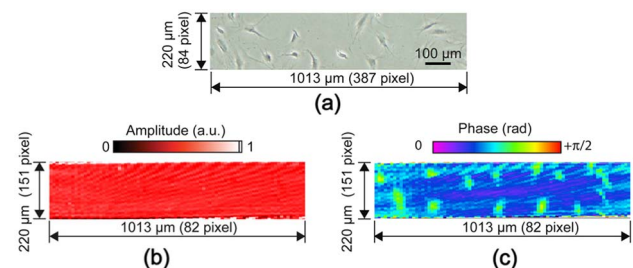 220 μm
(84 pixel)
100 μm
1013 μm (387 pixel)
(a)
Amplitude (a.u.)
0
1
220 μm (151 pixel)
1013 μm (82 pixel)
(b)
Phase (rad)
0
+π/2
220 μm (151 pixel)
1013 μm (82 pixel)
(c)